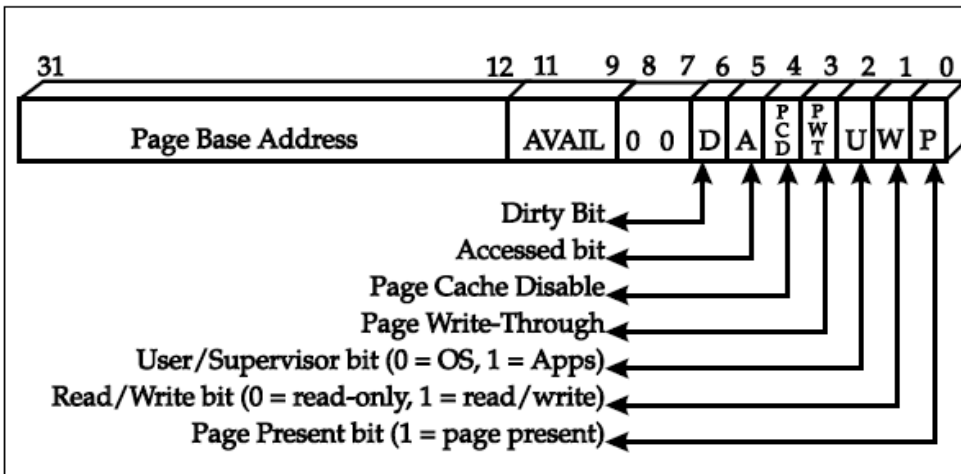 31 12 11 9 8 7 6 5 4 3 2 1 0
Page Base Address AVAIL 0 0 D A PCD PWT U W P
Dirty Bit
Accessed bit
Page Cache Disable
Page Write-Through
User/Supervisor bit (0 = OS, 1 = Apps)
Read/Write bit (0 = read-only, 1 = read/write)
Page Present bit (1 = page present)